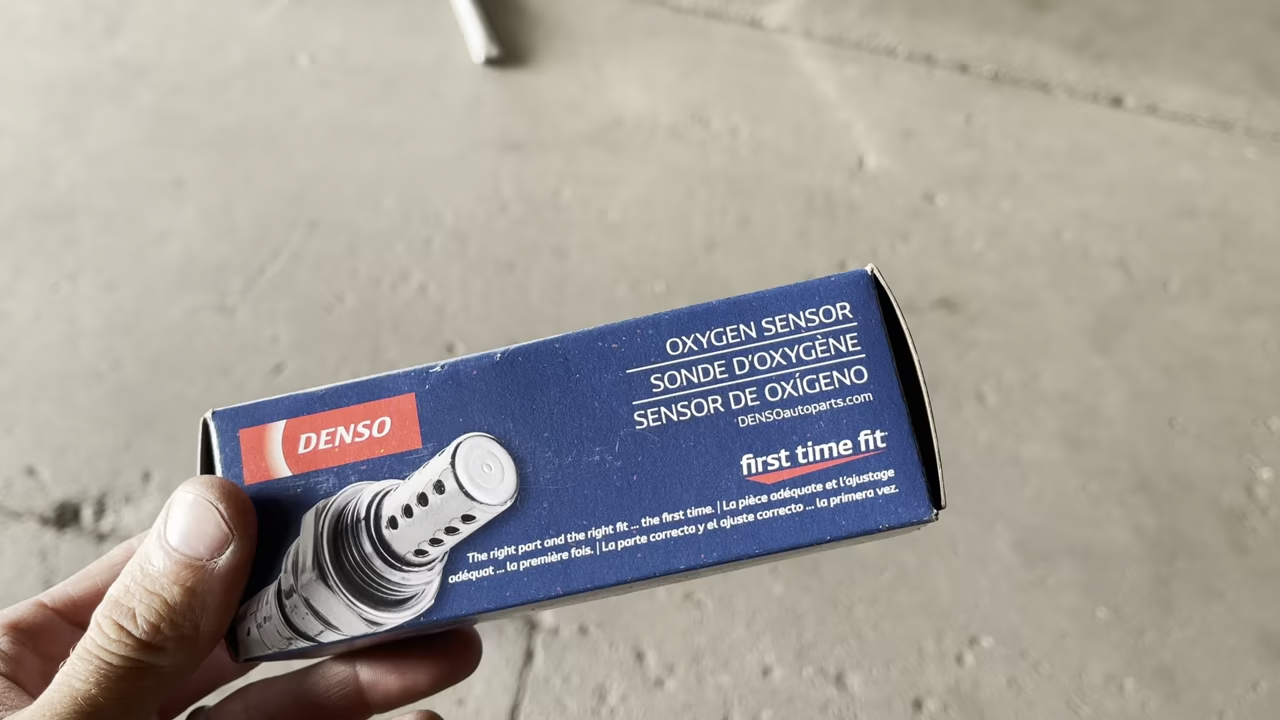 DENSO
OXYGEN SENSOR
SONDE D'OXYGÈNE
SENSOR DE OXÍGENO
DENSOautoparts.com
first time fit
The right part and the right fit ... the first time. | La pièce adéquate et l'ajustage
adéquat ... la première fois. | La parte correcta y el ajuste correcto ... la primera vez.